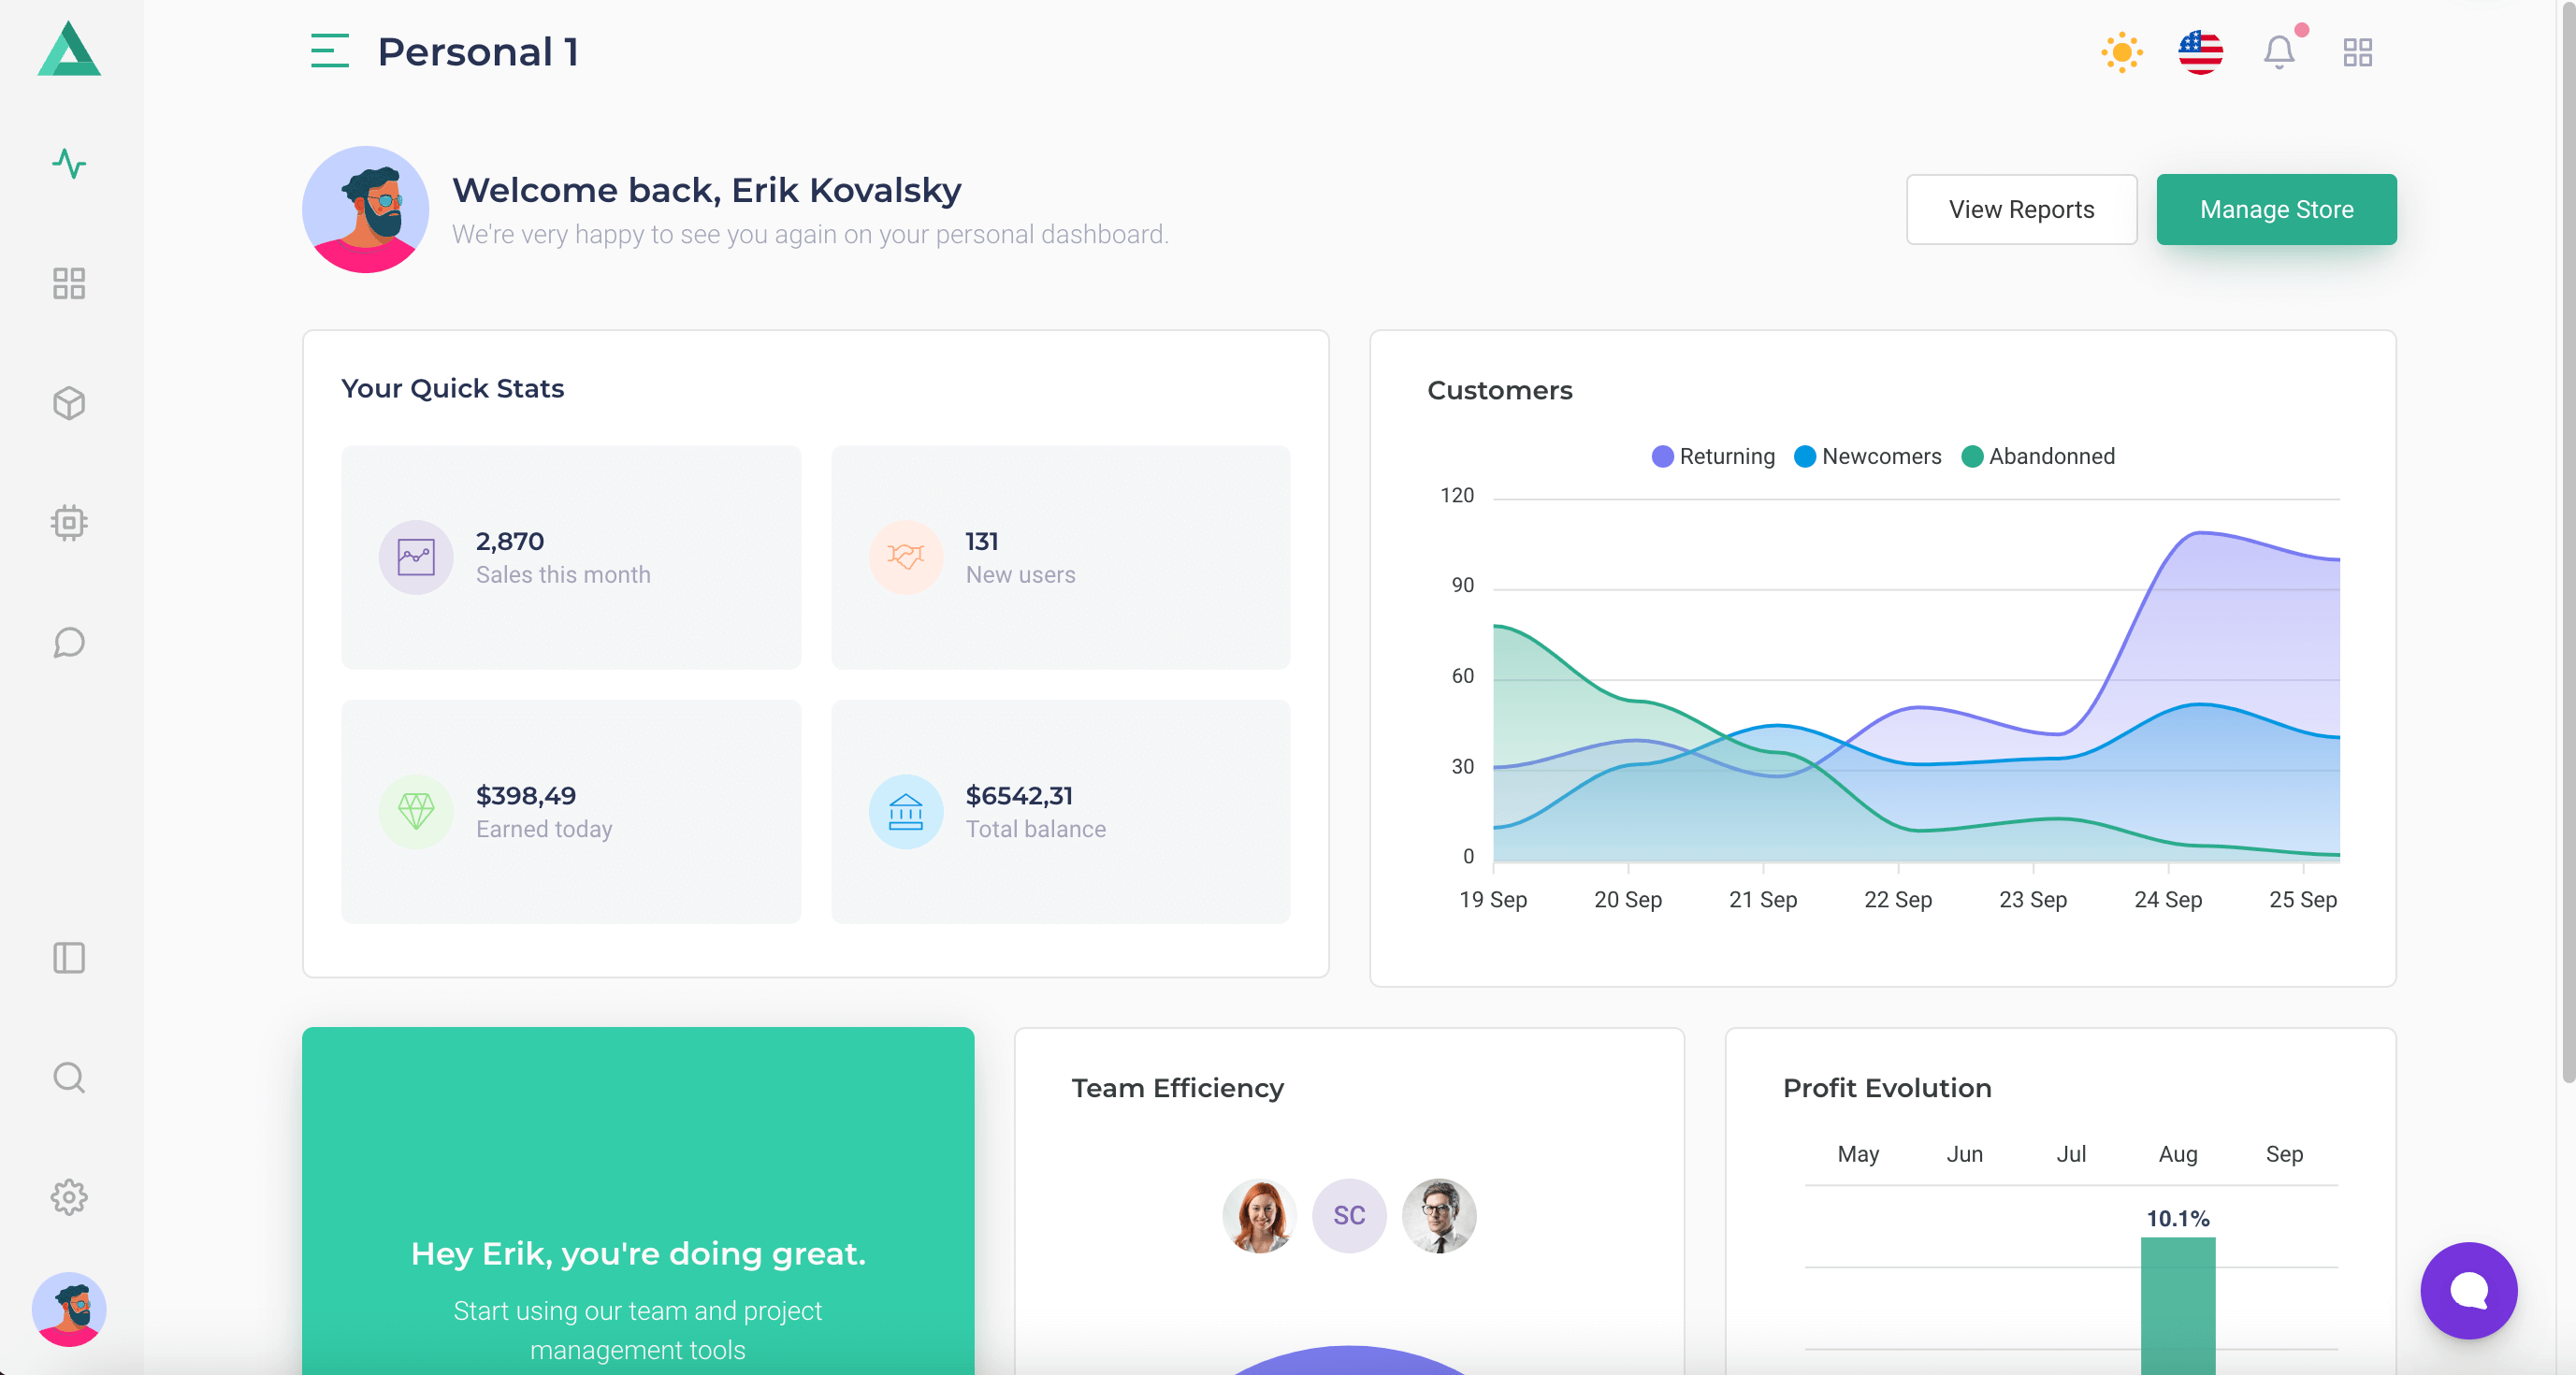 Personal 1
Welcome back, Erik Kovalsky
We're very happy to see you again on your personal dashboard.
View Reports
Manage Store
Your Quick Stats
2,870
Sales this month
131
New users
$398,49
Earned today
$6542,31
Total balance
Customers
Returning
Newcomers
Abandonned
120
90
60
30
0
19 Sep
20 Sep
21 Sep
22 Sep
23 Sep
24 Sep
25 Sep
Hey Erik, you're doing great.
Start using our team and project
management tools
Team Efficiency
SC
Profit Evolution
May
Jun
Jul
Aug
Sep
10.1%